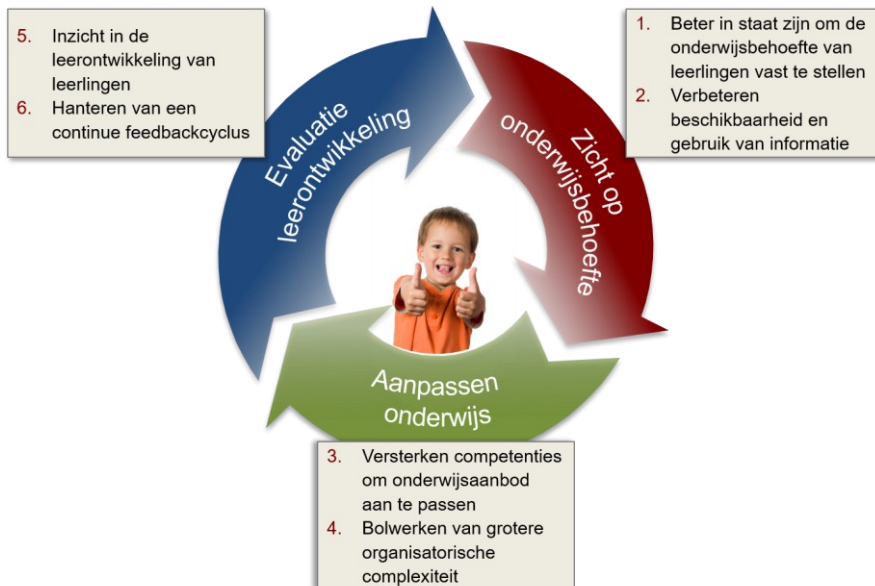 5. Inzicht in de
leerontwikkeling van
leerlingen
6. Hanteren van een
continue feedbackcyclus
1. Beter in staat zijn om de
onderwijsbehoefte van
leerlingen vast te stellen
2. Verbeteren
beschikbaarheid en
gebruik van informatie
Evaluatie
leerontwikkeling
Zicht op
onderwijsbehoefte
Aanpassen
onderwijs
3. Versterken competenties
om onderwijsaanbod
aan te passen
4. Bolwerken van grotere
organisatorische
complexiteit